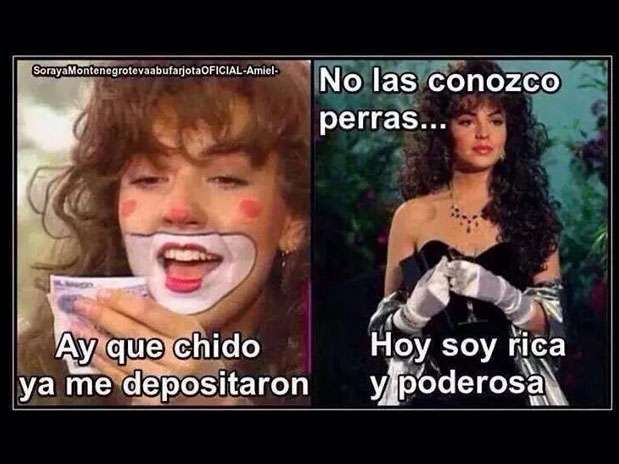 SorayaMontenegrotevaabufarjotaOFICIAL-Amiel-
Ay que chido
ya me depositaron
No las conozco
perras...
Hoy soy rica
y poderosa